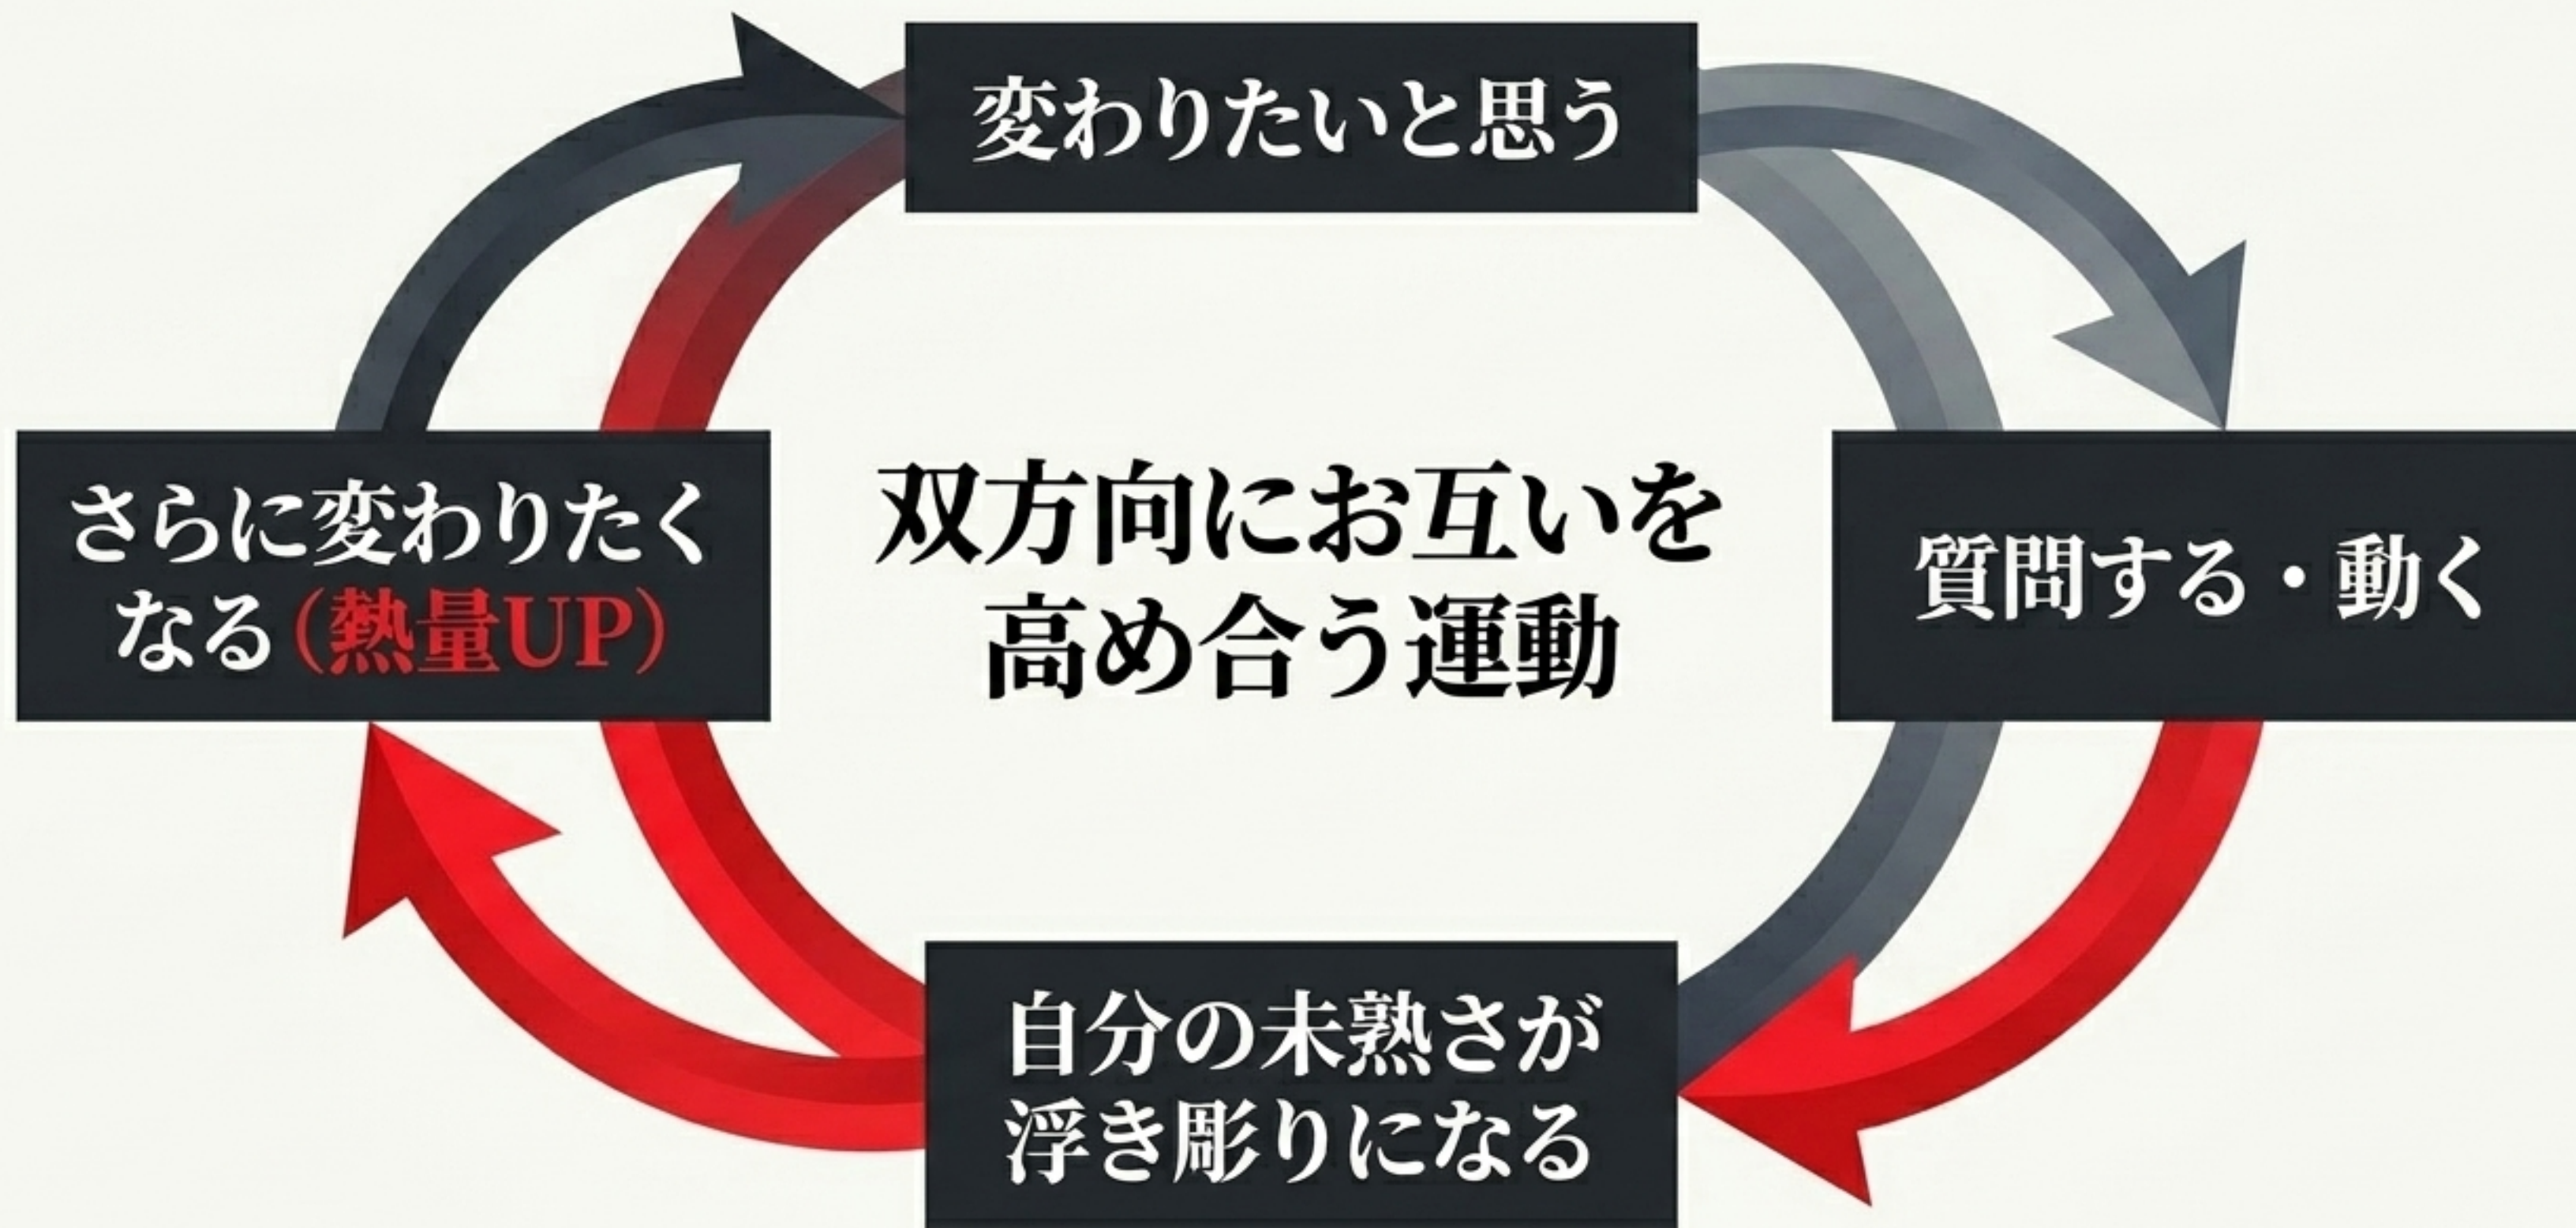 変わりたいと思う
さらに変わりたく
なる(熱量UP)
双方向にお互いを
高め合う運動
質問する・動く
自分の未熟さが
浮き彫りになる